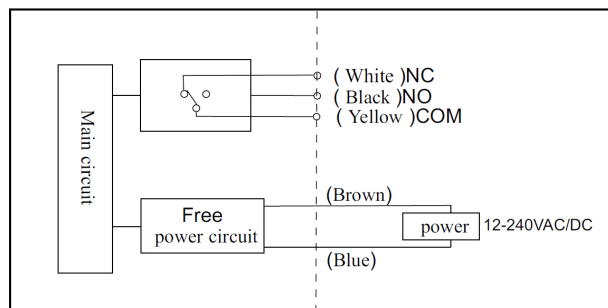 ( White )NC
( Black )NO
( Yellow )COM
Main circuit
(Brown)
Free
power circuit
power
12-240VAC/DC
(Blue)